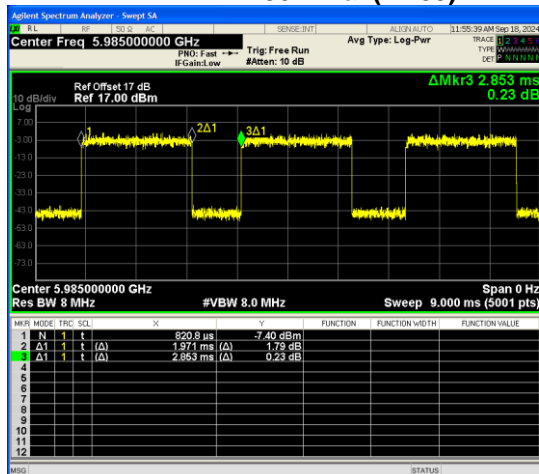 Agilent Spectrum Analyzer - Swept SA
RL RF 50 Ω AC SENSE:INT ALIGN AUTO 11:55:39 AM Sep 18, 2024
Center Freq 5.985000000 GHz Avg Type: Log-Pwr TRACE 1 2 3 4 5
PNO: Fast Trig: Free Run TYPE
IFGain:Low #Atten: 10 dB DET P N N N N
ΔMkr3 2.853 ms
Ref Offset 17 dB 0.23 dB
10 dB/div Ref 17.00 dBm
Log
7.00
-3.00
1 2Δ1 3Δ1
-13.0
-23.0
-33.0
-43.0
-53.0
-63.0
-73.0
Center 5.985000000 GHz Span 0 Hz
Res BW 8 MHz #VBW 8.0 MHz Sweep 9.000 ms (5001 pts)
MKR MODE TRC SCL X Y FUNCTION FUNCTION WIDTH FUNCTION VALUE
1 N 1 t 820.8 µs -7.40 dBm
2 Δ1 1 t (Δ) 1.971 ms (Δ) 1.79 dB
3 Δ1 1 t (Δ) 2.853 ms (Δ) 0.23 dB
4
5
6
7
8
9
10
11
12
MSG STATUS